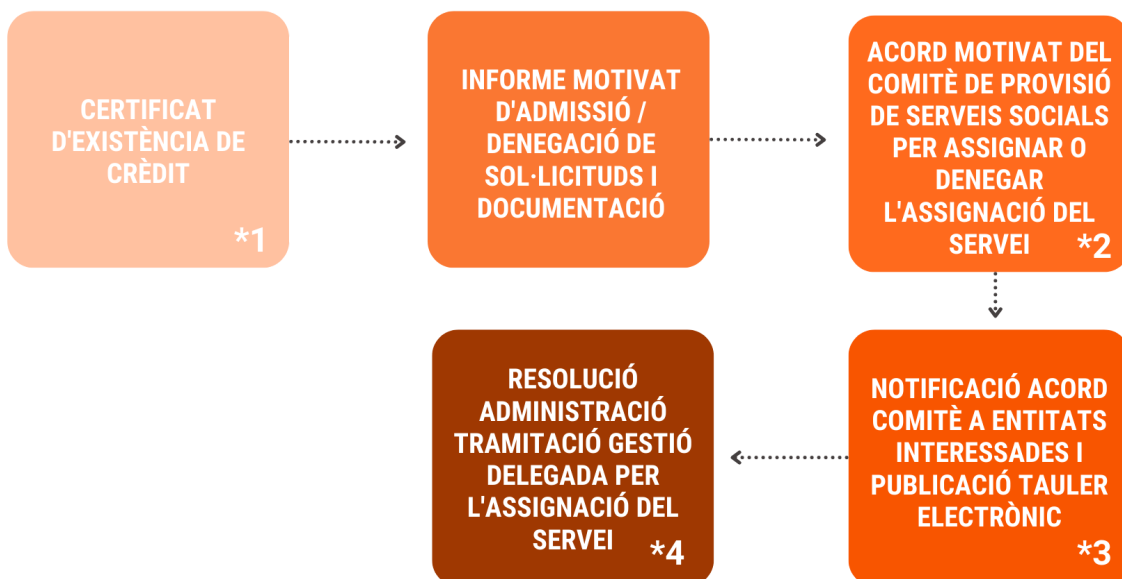 CERTIFICAT
D'EXISTÈNCIA DE
CRÈDIT
*1
INFORME MOTIVAT
D'ADMISSIÓ /
DENEGACIÓ DE
SOL·LICITUDS I
DOCUMENTACIÓ
ACORD MOTIVAT DEL
COMITÈ DE PROVISIÓ
DE SERVEIS SOCIALS
PER ASSIGNAR O
DENEGAR
L'ASSIGNACIÓ DEL
SERVEI *2
NOTIFICACIÓ ACORD
COMITÈ A ENTITATS
INTERESSADES I
PUBLICACIÓ TAULER
ELECTRÒNIC
*3
RESOLUCIÓ
ADMINISTRACIÓ
TRAMITACIÓ GESTIÓ
DELEGADA PER
L'ASSIGNACIÓ DEL
SERVEI *4